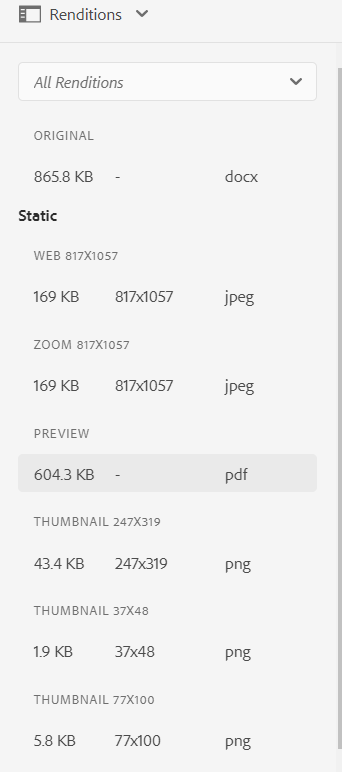 Renditions
All Renditions
ORIGINAL
865.8 KB - docx
Static
WEB 817X1057
169 KB 817x1057 jpeg
ZOOM 817X1057
169 KB 817x1057 jpeg
PREVIEW
604.3 KB - pdf
THUMBNAIL 247X319
43.4 KB 247x319 png
THUMBNAIL 37X48
1.9 KB 37x48 png
THUMBNAIL 77X100
5.8 KB 77x100 png